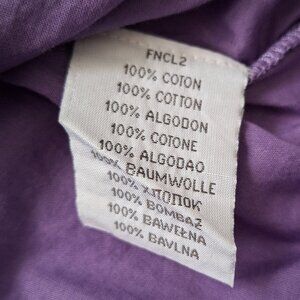 FNCL2
100% COTON
100% COTTON
100% ALGODON
100% COTONE
100% ALGODAO
100% BAUMWOLLE
100% ХЛОПОК
100% BOMBAŽ
100% BAWEŁNA
100% BAVLNA